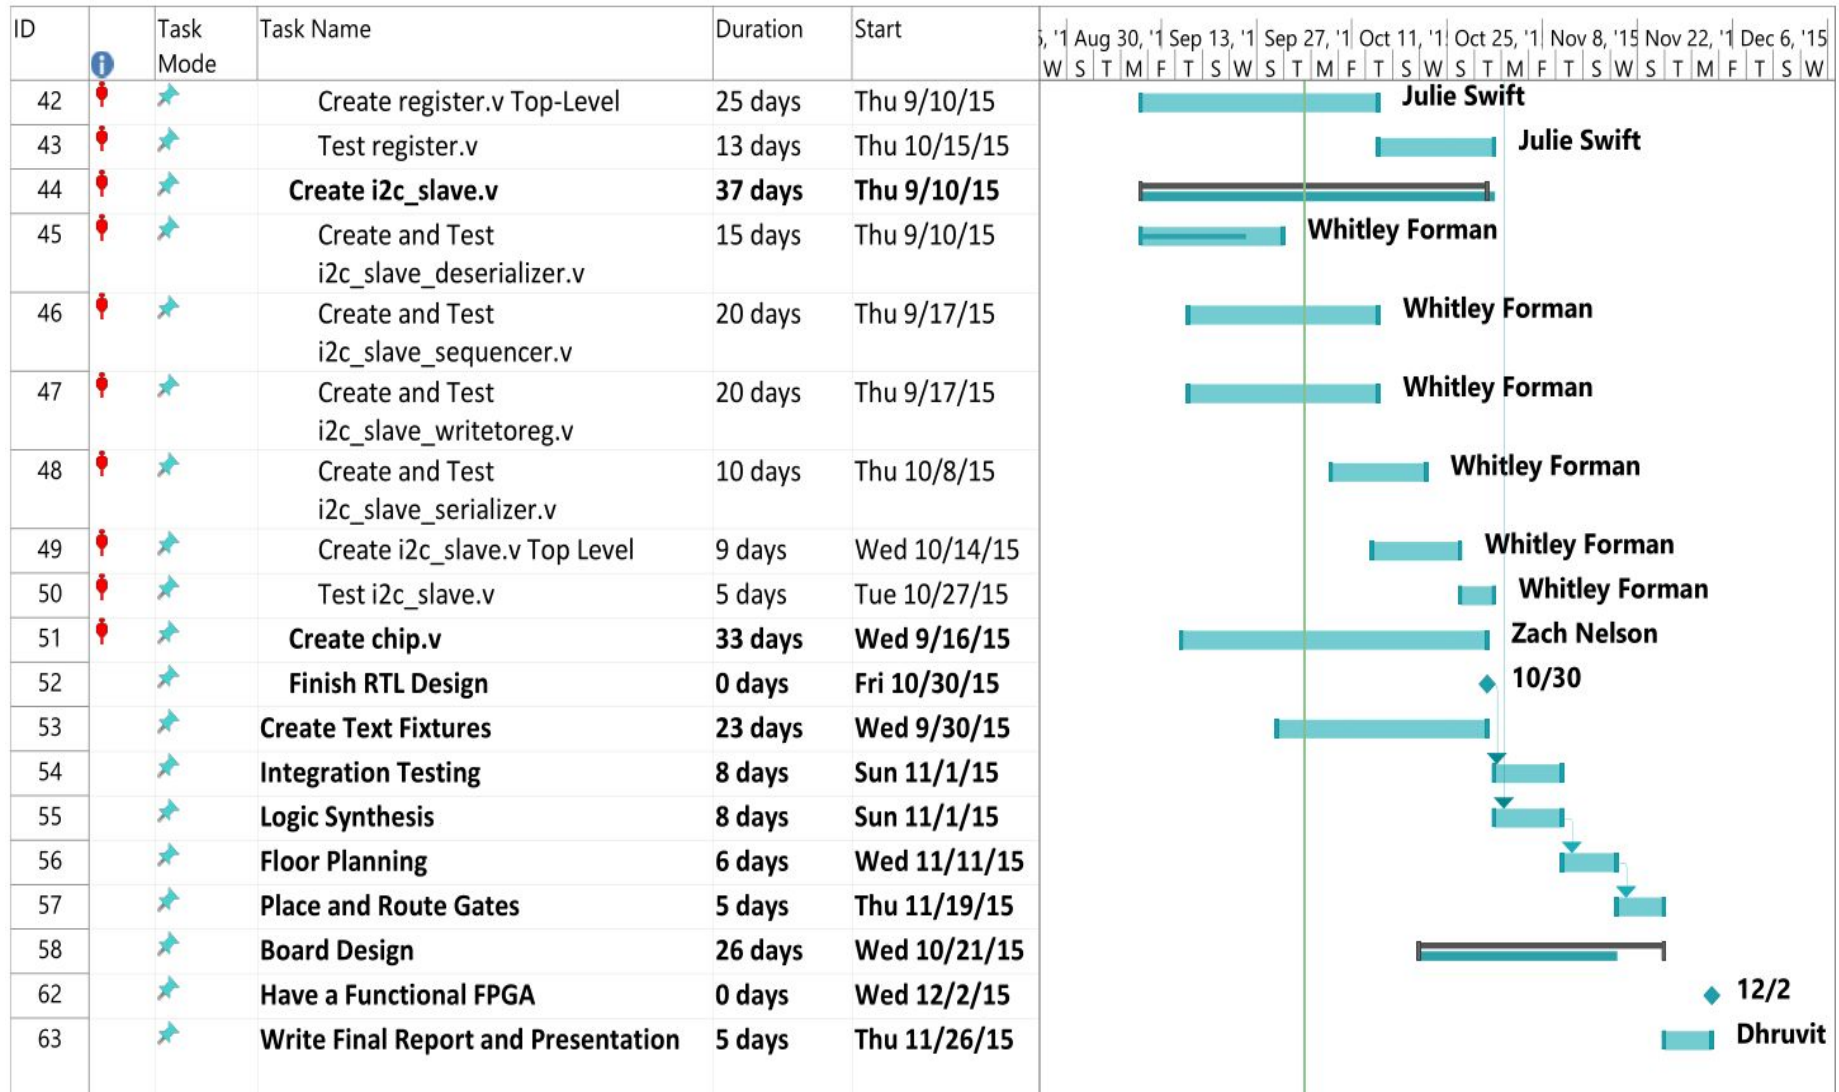 ID Task Mode Task Name Duration Start
5, '1 Aug 30, '1 Sep 13, '1 Sep 27, '1 Oct 11, '1 Oct 25, '1 Nov 8, '15 Nov 22, '1 Dec 6, '15
W S T M F T S W S T M F T S W S T M F T S W S T M F T S W
42 Create register.v Top-Level 25 days Thu 9/10/15 Julie Swift
43 Test register.v 13 days Thu 10/15/15 Julie Swift
44 Create i2c_slave.v 37 days Thu 9/10/15
45 Create and Test 15 days Thu 9/10/15 Whitley Forman
i2c_slave_deserializer.v
46 Create and Test 20 days Thu 9/17/15 Whitley Forman
i2c_slave_sequencer.v
47 Create and Test 20 days Thu 9/17/15 Whitley Forman
i2c_slave_writetoreg.v
48 Create and Test 10 days Thu 10/8/15 Whitley Forman
i2c_slave_serializer.v
49 Create i2c_slave.v Top Level 9 days Wed 10/14/15 Whitley Forman
50 Test i2c_slave.v 5 days Tue 10/27/15 Whitley Forman
51 Create chip.v 33 days Wed 9/16/15 Zach Nelson
52 Finish RTL Design 0 days Fri 10/30/15 10/30
53 Create Text Fixtures 23 days Wed 9/30/15
54 Integration Testing 8 days Sun 11/1/15
55 Logic Synthesis 8 days Sun 11/1/15
56 Floor Planning 6 days Wed 11/11/15
57 Place and Route Gates 5 days Thu 11/19/15
58 Board Design 26 days Wed 10/21/15
62 Have a Functional FPGA 0 days Wed 12/2/15 12/2
63 Write Final Report and Presentation 5 days Thu 11/26/15 Dhruvit